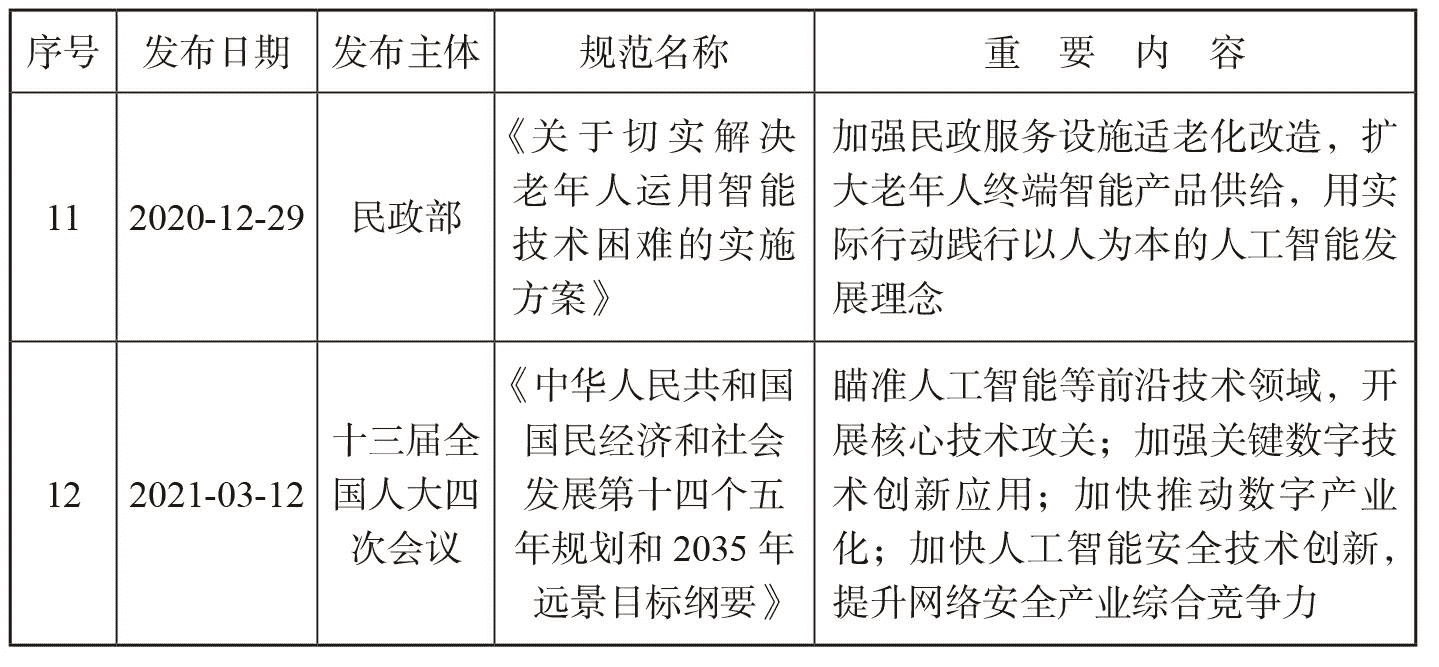 序号 发布日期 发布主体 规范名称 重要内容
11
2020-12-29
民政部
《关于切实解决
老年人运用智能
技术困难的实施
方案》
加强民政服务设施适老化改造，扩
大老年人终端智能产品供给，用实
际行动践行以人为本的人工智能发
展理念
12
2021-03-12
十三届全
国人大四
次会议
《中华人民共和国
国民经济和社会
发展第十四个五
年规划和 2035 年
远景目标纲要》
瞄准人工智能等前沿技术领域，开
展核心技术攻关；加强关键数字技
术创新应用；加快推动数字产业
化；加快人工智能安全技术创新，
提升网络安全产业综合竞争力